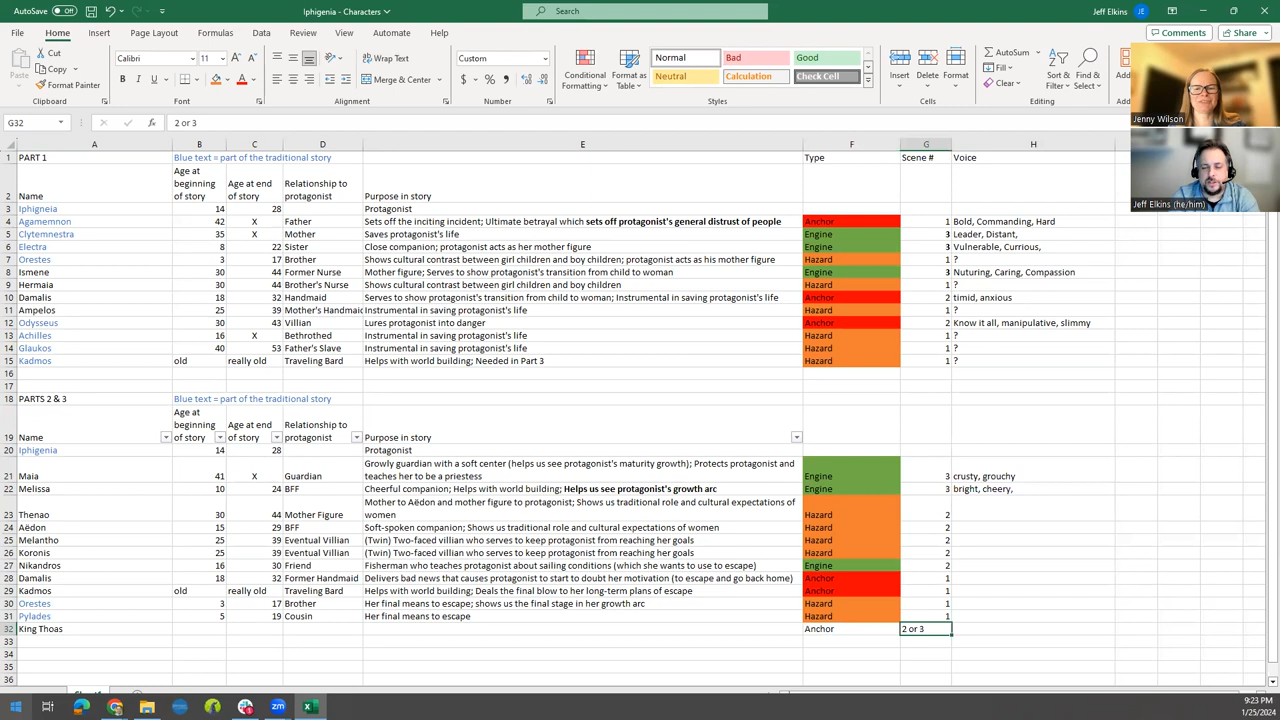 AutoSave Off Iphigenia - Characters Search Jeff Elkins JE
File Home Insert Page Layout Formulas Data Review View Automate Help Comments Share
Paste Cut Copy Format Painter Clipboard
Calibri 11 B I U A A Font
Wrap Text Merge & Center Alignment
Custom $ % Number
Conditional Formatting Format as Table Normal Bad Good Neutral Calculation Check Cell Styles
Insert Delete Format Cells
AutoSum Fill Clear Sort & Filter Find & Select Editing
Jenny Wilson
Jeff Elkins (he/him)
G32 fx 2 or 3
A B C D E F G H
1 PART 1 Blue text = part of the traditional story Type Scene # Voice
2 Name Age at beginning of story Age at end of story Relationship to protagonist Purpose in story
3 Iphigneia 14 28 Protagonist
4 Agamemnon 42 X Father Sets off the inciting incident; Ultimate betrayal which sets off protagonist's general distrust of people Anchor 1 Bold, Commanding, Hard
5 Clytemnestra 35 X Mother Saves protagonist's life Engine 3 Leader, Distant,
6 Electra 8 22 Sister Close companion; protagonist acts as her mother figure Engine 3 Vulnerable, Currious,
7 Orestes 3 17 Brother Shows cultural contrast between girl children and boy children; protagonist acts as his mother figure Hazard 1 ?
8 Ismene 30 44 Former Nurse Mother figure; Serves to show protagonist's transition from child to woman Engine 3 Nuturing, Caring, Compassion
9 Hermaia 30 44 Brother's Nurse Shows cultural contrast between girl children and boy children Hazard 1 ?
10 Damalis 18 32 Handmaid Serves to show protagonist's transition from child to woman; Instrumental in saving protagonist's life Anchor 2 timid, anxious
11 Ampelos 25 39 Mother's Handmaid Instrumental in saving protagonist's life Hazard 1 ?
12 Odysseus 30 43 Villian Lures protagonist into danger Anchor 2 Know it all, manipulative, slimmy
13 Achilles 16 X Bethrothed Instrumental in saving protagonist's life Hazard 1 ?
14 Glaukos 40 53 Father's Slave Instrumental in saving protagonist's life Hazard 1 ?
15 Kadmos old really old Traveling Bard Helps with world building; Needed in Part 3 Hazard 1 ?
16
17
18 PARTS 2 & 3 Blue text = part of the traditional story
19 Name Age at beginning of story Age at end of story Relationship to protagonist Purpose in story
20 Iphigenia 14 28 Protagonist
21 Maia 41 X Guardian Growly guardian with a soft center (helps us see protagonist's maturity growth); Protects protagonist and teaches her to be a priestess Engine 3 crusty, grouchy
22 Melissa 10 24 BFF Cheerful companion; Helps with world building; Helps us see protagonist's growth arc Engine 3 bright, cheery,
23 Thenao 30 44 Mother Figure Mother to Aëdon and mother figure to protagonist; Shows us traditional role and cultural expectations of women Hazard 2
24 Aëdon 15 29 BFF Soft-spoken companion; Shows us traditional role and cultural expectations of women Hazard 2
25 Melantho 25 39 Eventual Villian (Twin) Two-faced villian who serves to keep protagonist from reaching her goals Hazard 2
26 Koronis 25 39 Eventual Villian (Twin) Two-faced villian who serves to keep protagonist from reaching her goals Hazard 2
27 Nikandros 16 30 Friend Fisherman who teaches protagonist about sailing conditions (which she wants to use to escape) Engine 2
28 Damalis 18 32 Former Handmaid Delivers bad news that causes protagonist to start to doubt her motivation (to escape and go back home) Anchor 1
29 Kadmos old really old Traveling Bard Helps with world building; Deals the final blow to her long-term plans of escape Anchor 1
30 Orestes 3 17 Brother Her final means to escape; shows us the final stage in her growth arc Hazard 1
31 Pylades 5 19 Cousin Her final means to escape Hazard 1
32 King Thoas Anchor 2 or 3
33
34
35
36
9:23 PM
1/25/2024